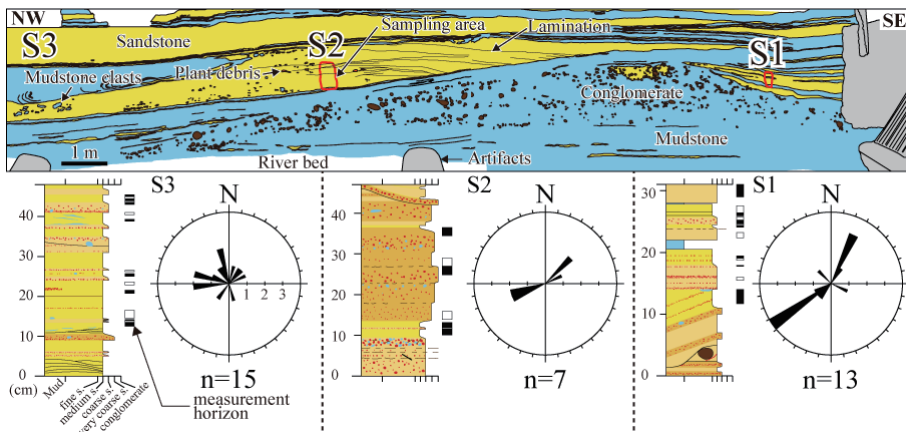 NW
SE
S3
S2
S1
Sandstone
Sampling area
Lamination
Plant debris
Mudstone clasts
Conglomerate
Mudstone
1 m
River bed
Artifacts
S3
40
30
20
10
0
(cm)
Mud
fine s.
medium s.
coarse s.
very coarse s.
conglomerate
N
1 2 3
n=15
measurement
horizon
S2
40
30
20
10
0
N
n=7
S1
30
20
10
0
N
n=13